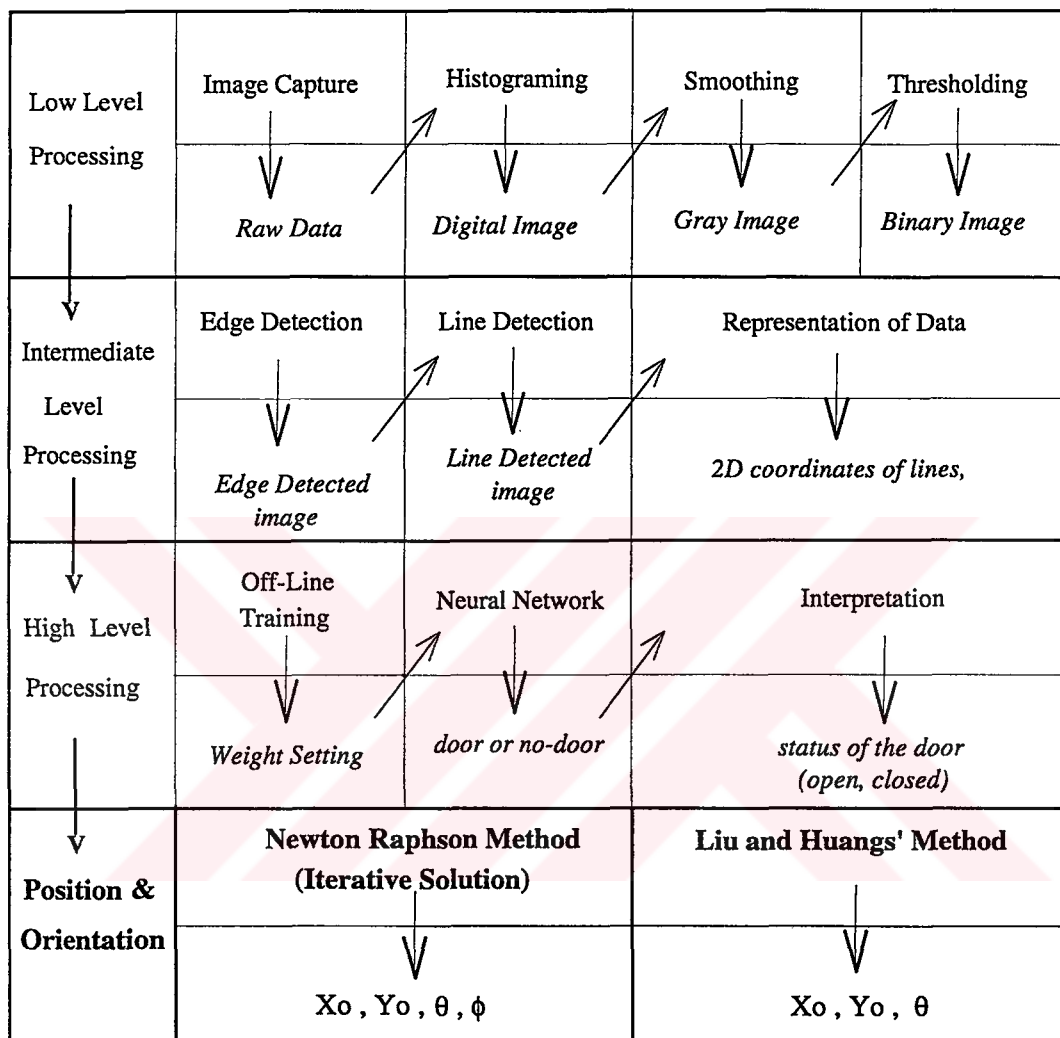 Low Level
Processing
Image Capture
Histograming
Smoothing
Thresholding
Raw Data
Digital Image
Gray Image
Binary Image
Intermediate
Level
Processing
Edge Detection
Line Detection
Representation of Data
Edge Detected
image
Line Detected
image
2D coordinates of lines,
High Level
Processing
Off-Line
Training
Neural Network
Interpretation
Weight Setting
door or no-door
status of the door
(open, closed)
Position &
Orientation
Newton Raphson Method
(Iterative Solution)
Liu and Huangs' Method
Xo , Yo , θ , ϕ
Xo , Yo , θ